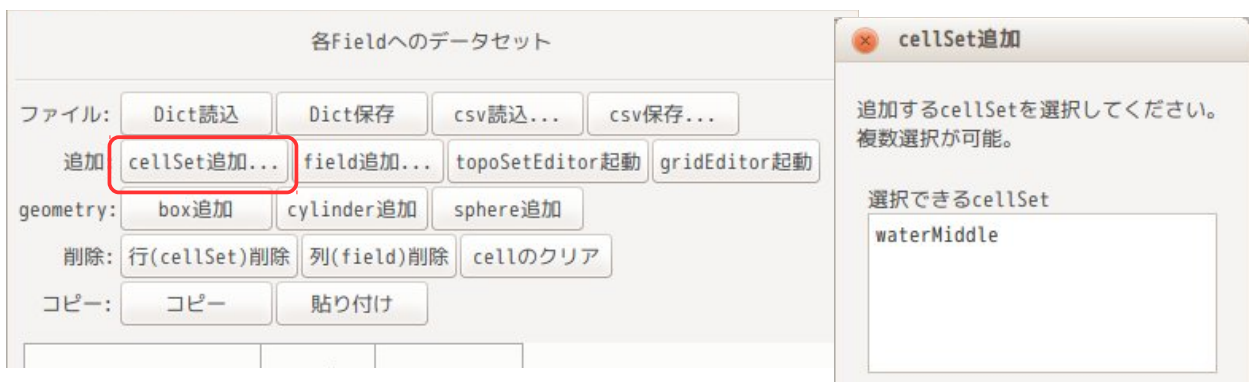 各Fieldへのデータセット
ファイル: Dict読込 Dict保存 csv読込... csv保存...
追加: cellSet追加... field追加... topoSetEditor起動 gridEditor起動
geometry: box追加 cylinder追加 sphere追加
削除: 行(cellSet)削除 列(field)削除 cellのクリア
コピー: コピー 貼り付け
cellSet追加
追加するcellSetを選択してください。
複数選択が可能。
選択できるcellSet
waterMiddle